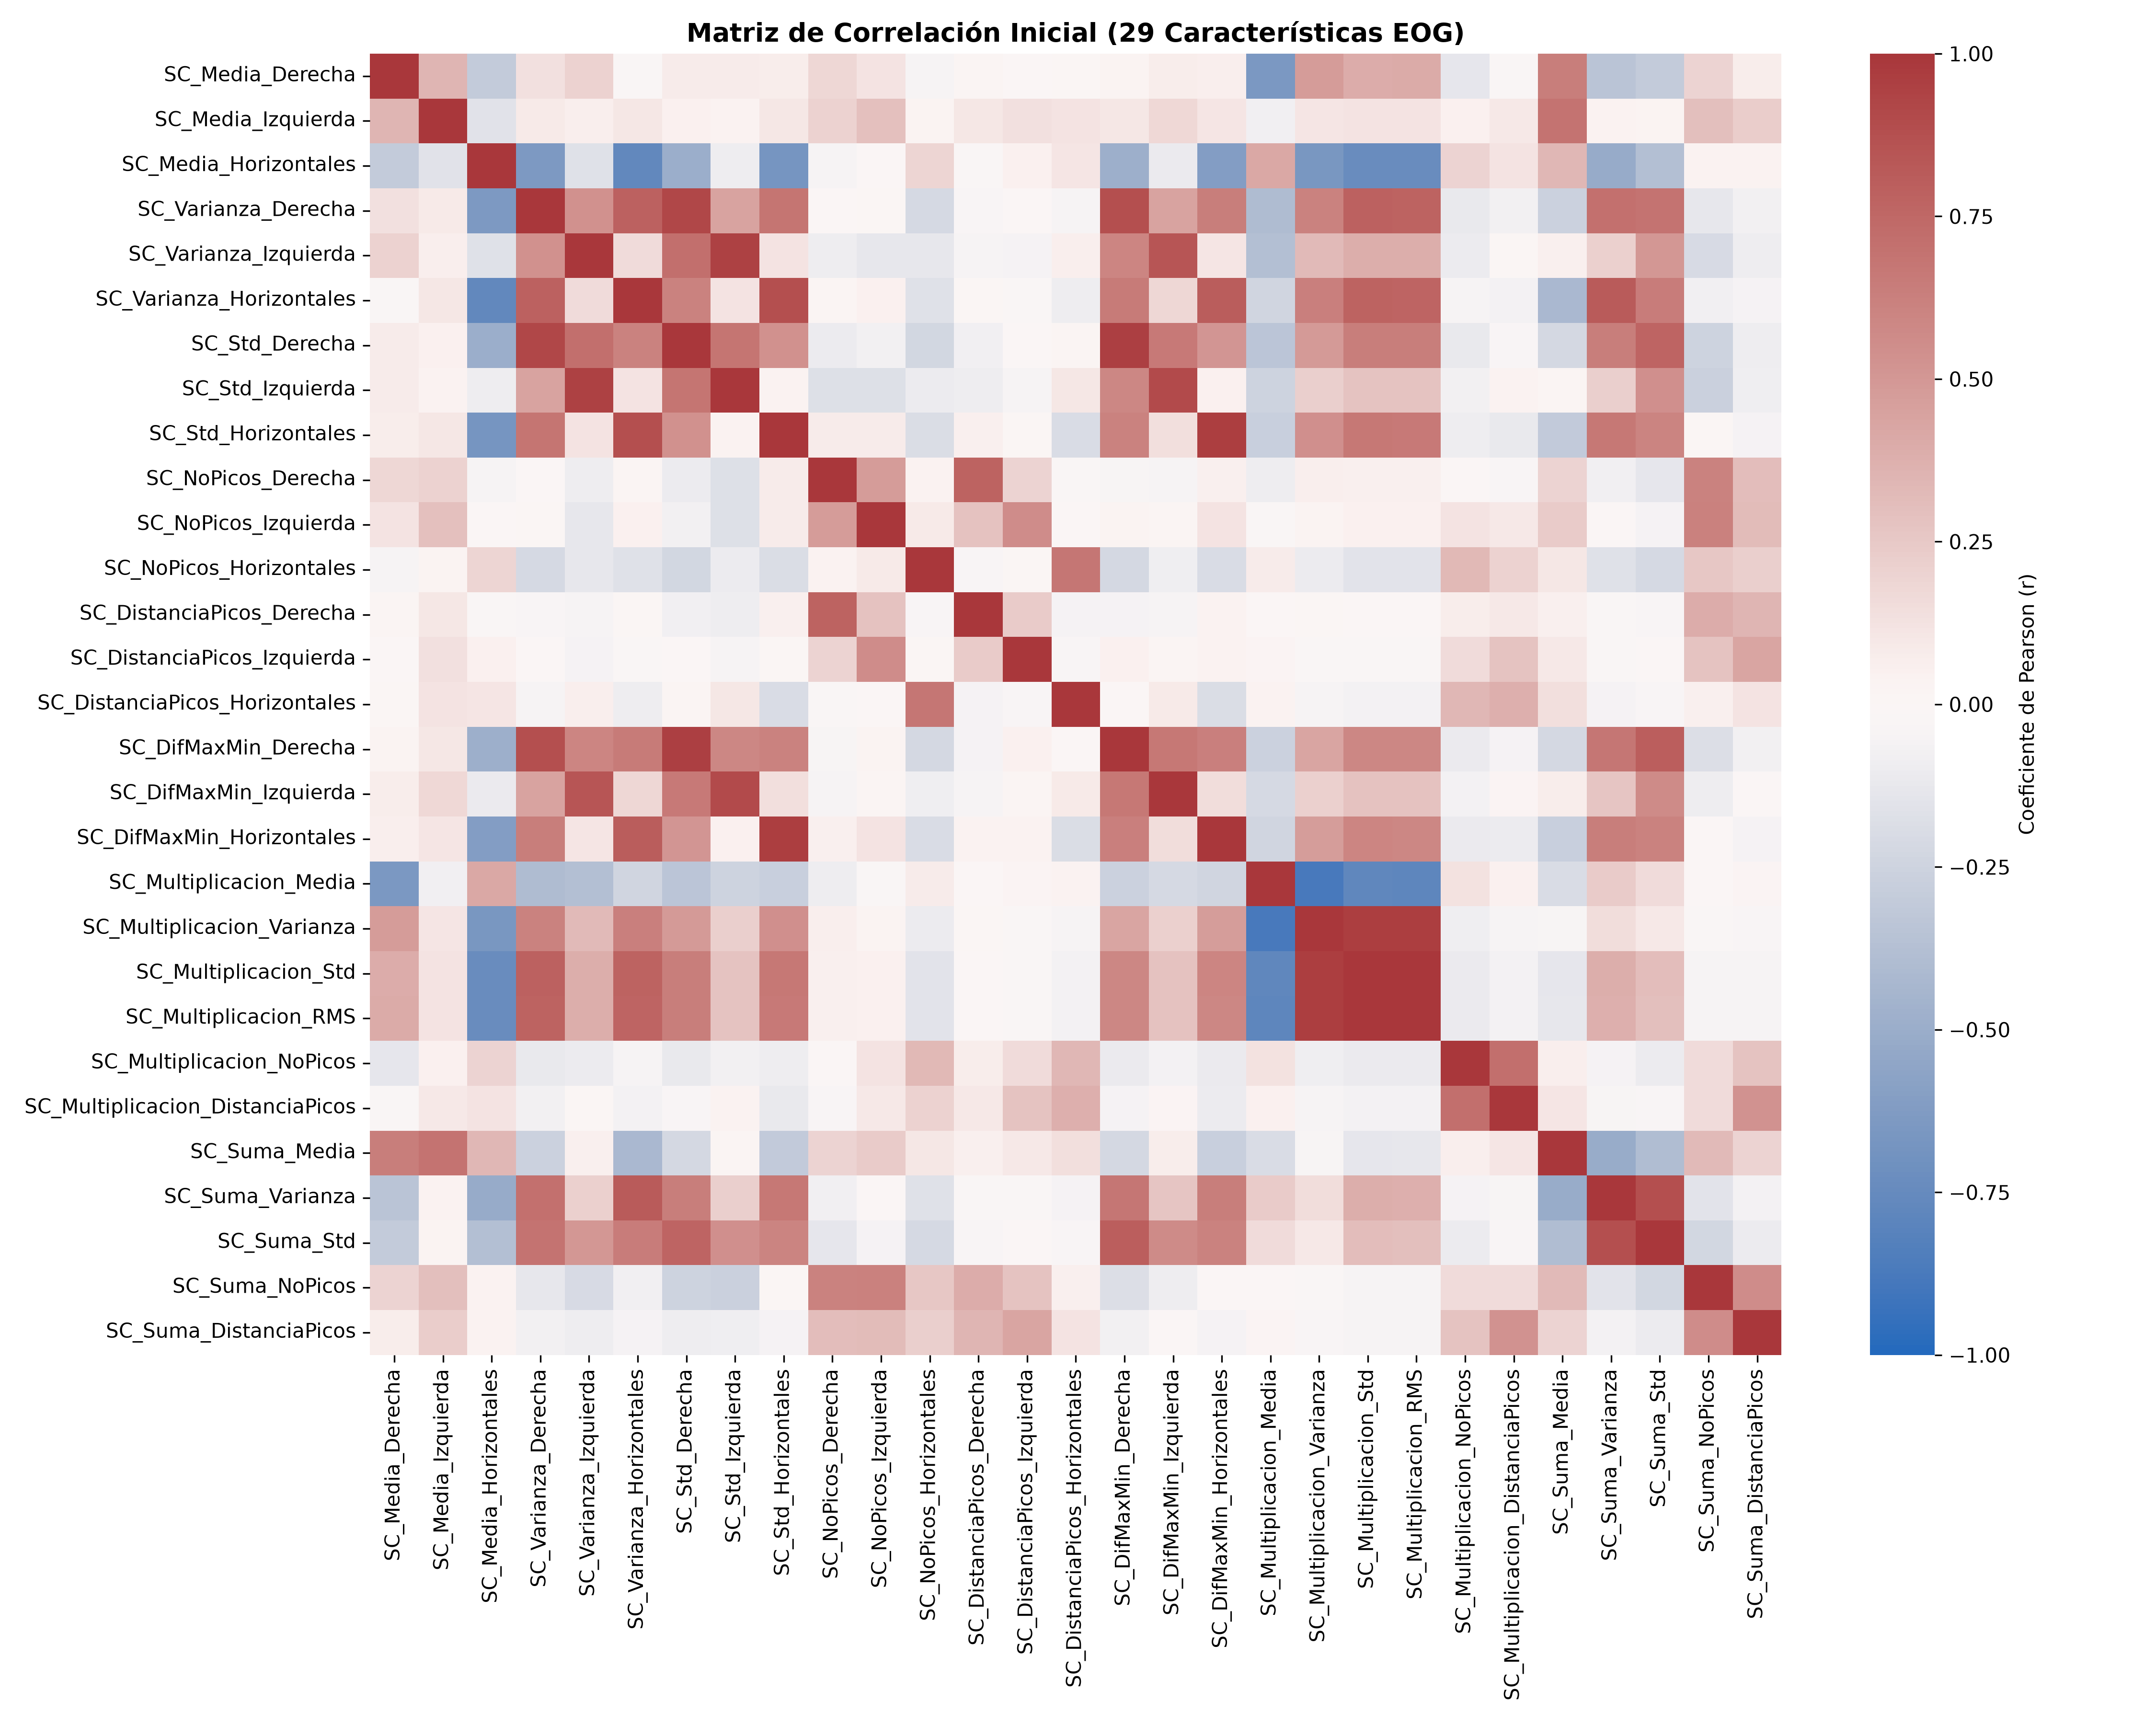 Matriz de Correlación Inicial (29 Características EOG)
SC_Media_Derecha
SC_Media_Izquierda
SC_Media_Horizontales
SC_Varianza_Derecha
SC_Varianza_Izquierda
SC_Varianza_Horizontales
SC_Std_Derecha
SC_Std_Izquierda
SC_Std_Horizontales
SC_NoPicos_Derecha
SC_NoPicos_Izquierda
SC_NoPicos_Horizontales
SC_DistanciaPicos_Derecha
SC_DistanciaPicos_Izquierda
SC_DistanciaPicos_Horizontales
SC_DifMaxMin_Derecha
SC_DifMaxMin_Izquierda
SC_DifMaxMin_Horizontales
SC_Multiplicacion_Media
SC_Multiplicacion_Varianza
SC_Multiplicacion_Std
SC_Multiplicacion_RMS
SC_Multiplicacion_NoPicos
SC_Multiplicacion_DistanciaPicos
SC_Suma_Media
SC_Suma_Varianza
SC_Suma_Std
SC_Suma_NoPicos
SC_Suma_DistanciaPicos
SC_Media_Derecha
SC_Media_Izquierda
SC_Media_Horizontales
SC_Varianza_Derecha
SC_Varianza_Izquierda
SC_Varianza_Horizontales
SC_Std_Derecha
SC_Std_Izquierda
SC_Std_Horizontales
SC_NoPicos_Derecha
SC_NoPicos_Izquierda
SC_NoPicos_Horizontales
SC_DistanciaPicos_Derecha
SC_DistanciaPicos_Izquierda
SC_DistanciaPicos_Horizontales
SC_DifMaxMin_Derecha
SC_DifMaxMin_Izquierda
SC_DifMaxMin_Horizontales
SC_Multiplicacion_Media
SC_Multiplicacion_Varianza
SC_Multiplicacion_Std
SC_Multiplicacion_RMS
SC_Multiplicacion_NoPicos
SC_Multiplicacion_DistanciaPicos
SC_Suma_Media
SC_Suma_Varianza
SC_Suma_Std
SC_Suma_NoPicos
SC_Suma_DistanciaPicos
1.00
0.75
0.50
0.25
0.00
−0.25
−0.50
−0.75
−1.00
Coeficiente de Pearson (r)